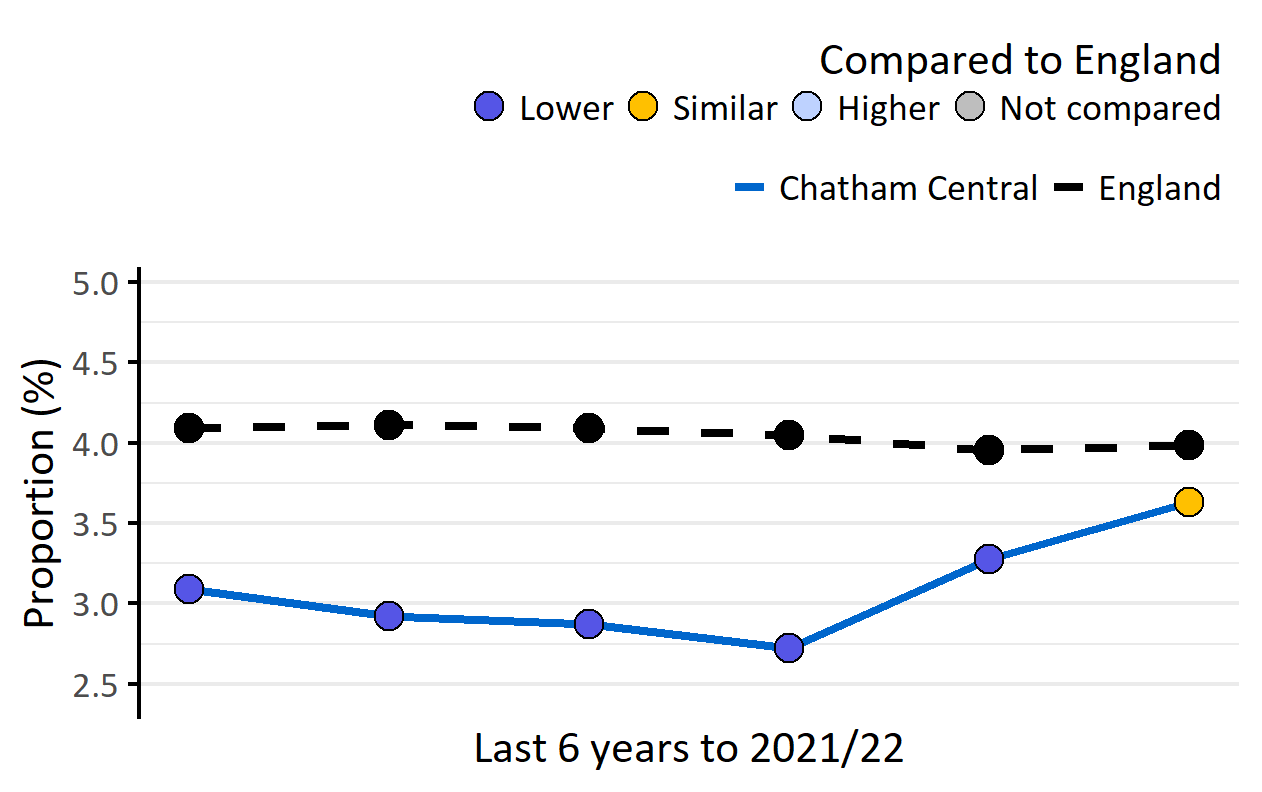 Compared to England
Lower Similar Higher Not compared
Chatham Central England
5.0
4.5
4.0
3.5
3.0
2.5
Proportion (%)
Last 6 years to 2021/22